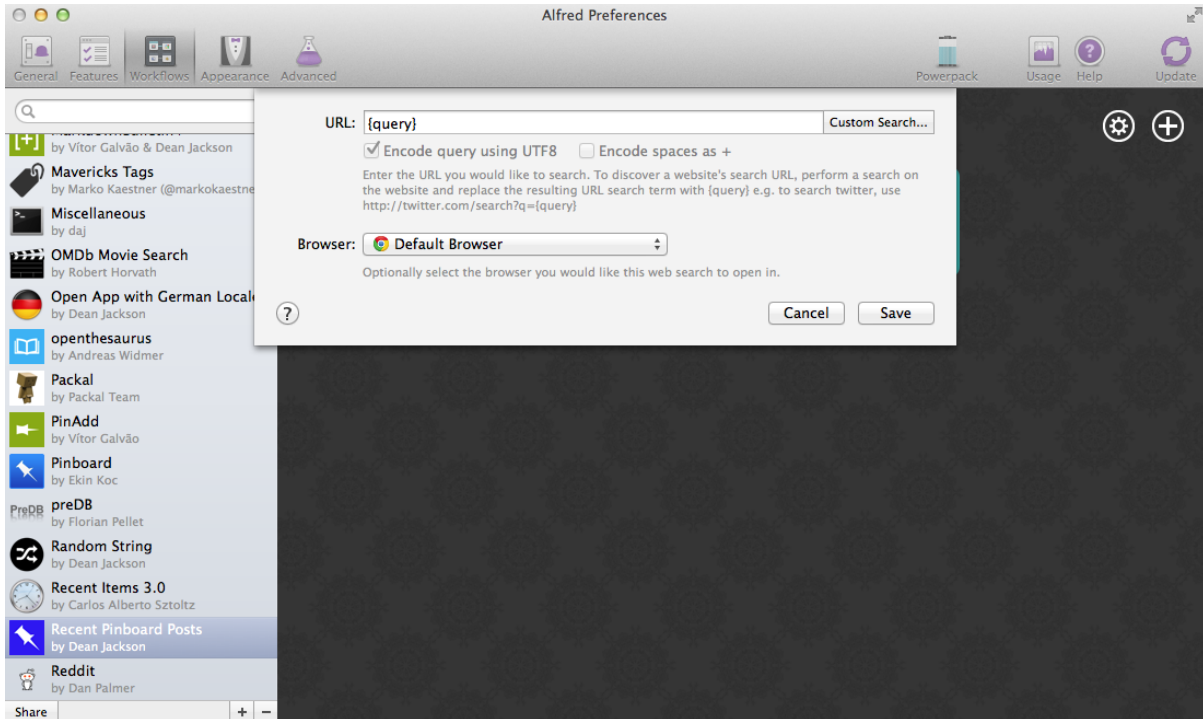 Alfred Preferences
General Features Workflows Appearance Advanced Powerpack Usage Help Update
URL: {query} Custom Search...
Encode query using UTF8 Encode spaces as +
Enter the URL you would like to search. To discover a website's search URL, perform a search on
the website and replace the resulting URL search term with {query} e.g. to search twitter, use
http://twitter.com/search?q={query}
Browser: Default Browser
Optionally select the browser you would like this web search to open in.
? Cancel Save
by Vítor Galvão & Dean Jackson
Mavericks Tags
by Marko Kaestner (@markokaestne
Miscellaneous
by daj
OMDb Movie Search
by Robert Horvath
Open App with German Local
by Dean Jackson
openthesaurus
by Andreas Widmer
Packal
by Packal Team
PinAdd
by Vítor Galvão
Pinboard
by Ekin Koc
PreDB preDB
by Florian Pellet
Random String
by Dean Jackson
Recent Items 3.0
by Carlos Alberto Sztoltz
Recent Pinboard Posts
by Dean Jackson
Reddit
by Dan Palmer
Share + −